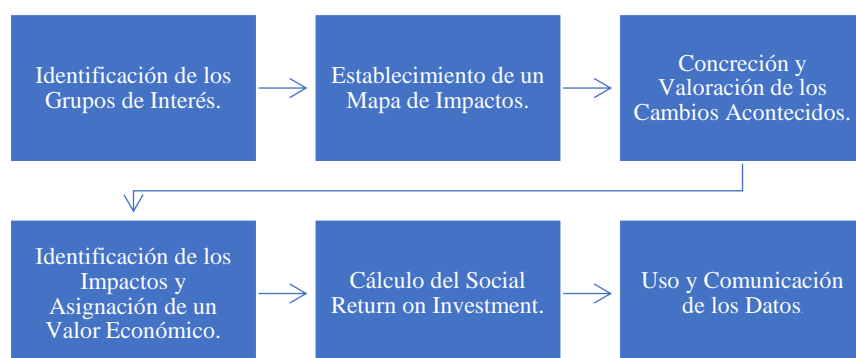 Identificación de los
Grupos de Interés.
Establecimiento de un
Mapa de Impactos.
Concreción y
Valoración de los
Cambios Acontecidos.
Identificación de los
Impactos y
Asignación de un
Valor Económico.
Cálculo del Social
Return on Investment.
Uso y Comunicación
de los Datos.